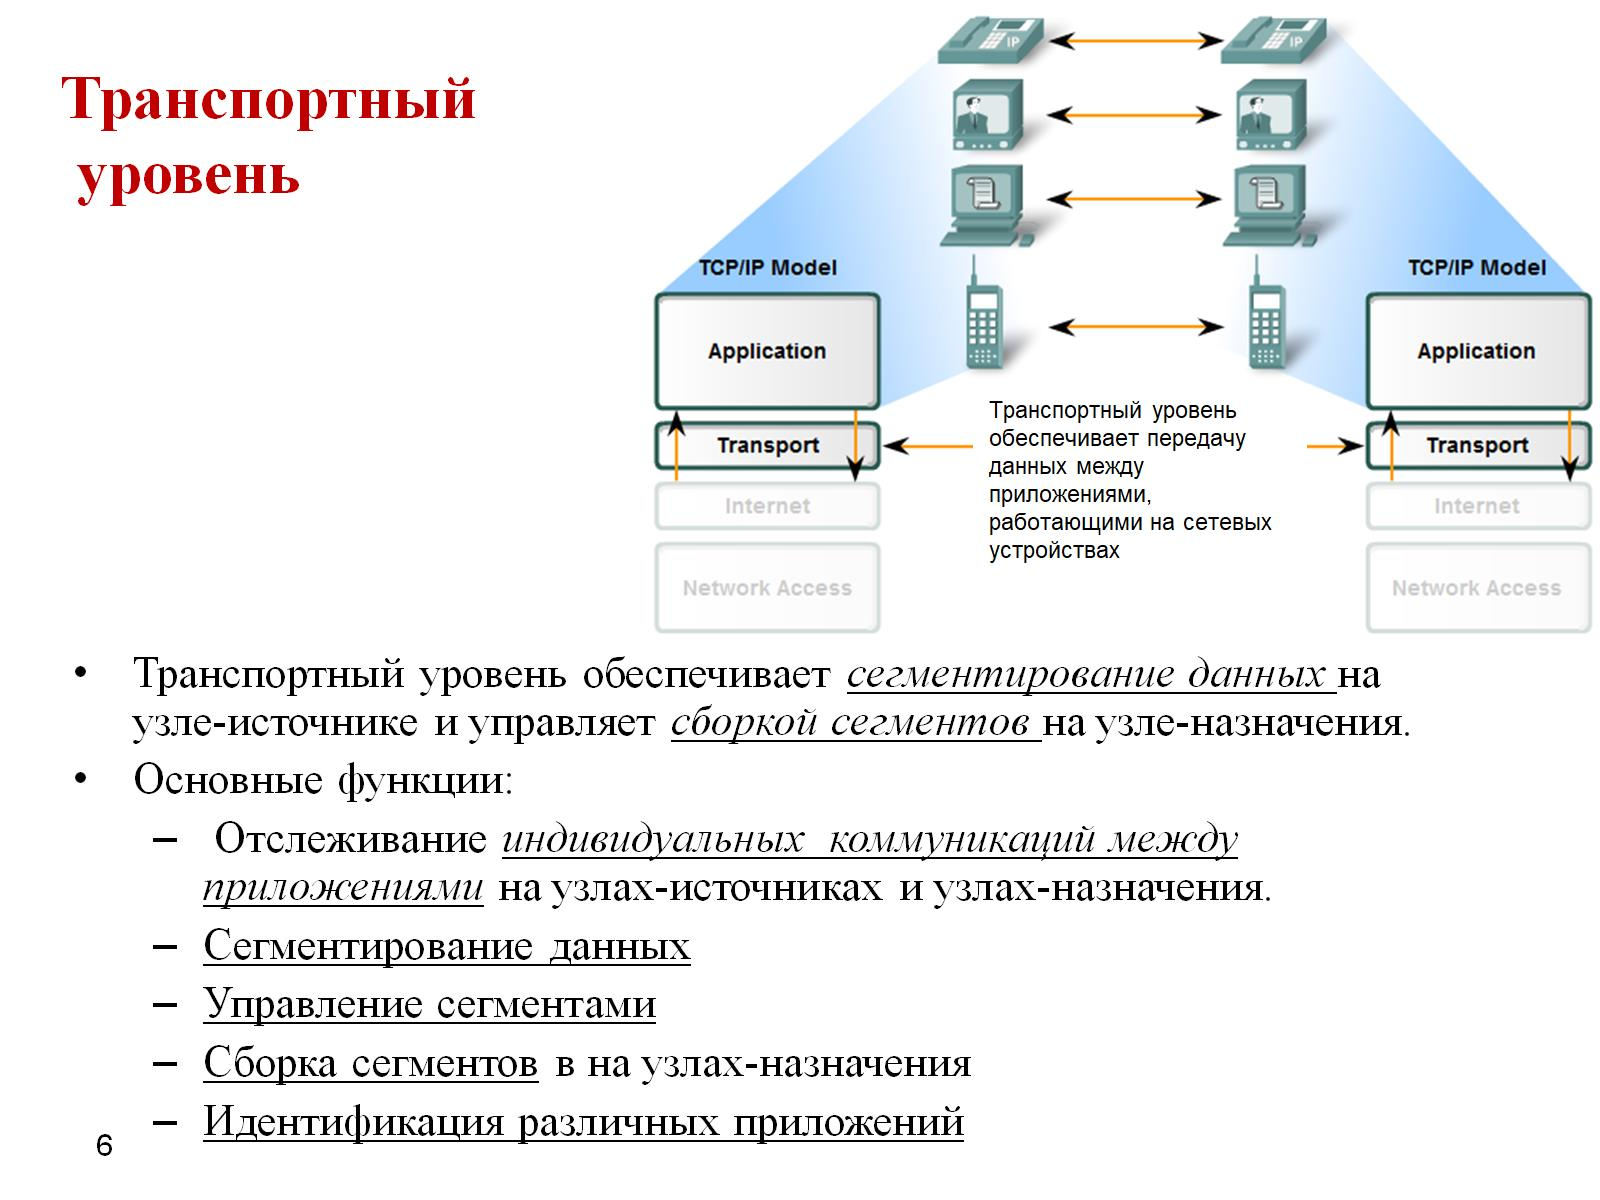 Транспортный
уровень
IP
IP
TCP/IP Model
TCP/IP Model
Application
Application
Transport
Transport
Internet
Internet
Network Access
Network Access
Транспортный уровень
обеспечивает передачу
данных между
приложениями,
работающими на сетевых
устройствах
• Транспортный уровень обеспечивает сегментирование данных на
узле-источнике и управляет сборкой сегментов на узле-назначения.
• Основные функции:
– Отслеживание индивидуальных коммуникаций между
приложениями на узлах-источниках и узлах-назначения.
– Сегментирование данных
– Управление сегментами
– Сборка сегментов в на узлах-назначения
– Идентификация различных приложений
6